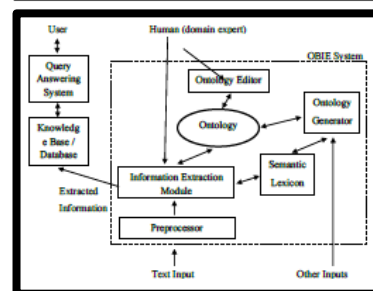 User
Human (domain expert)
OBIE System
Query
Answering
System
Ontology Editor
Ontology
Generator
Ontology
Knowledg
e Base /
Database
Semantic
Lexicon
Information Extraction
Module
Extracted
Information
Preprocessor
Text Input
Other Inputs